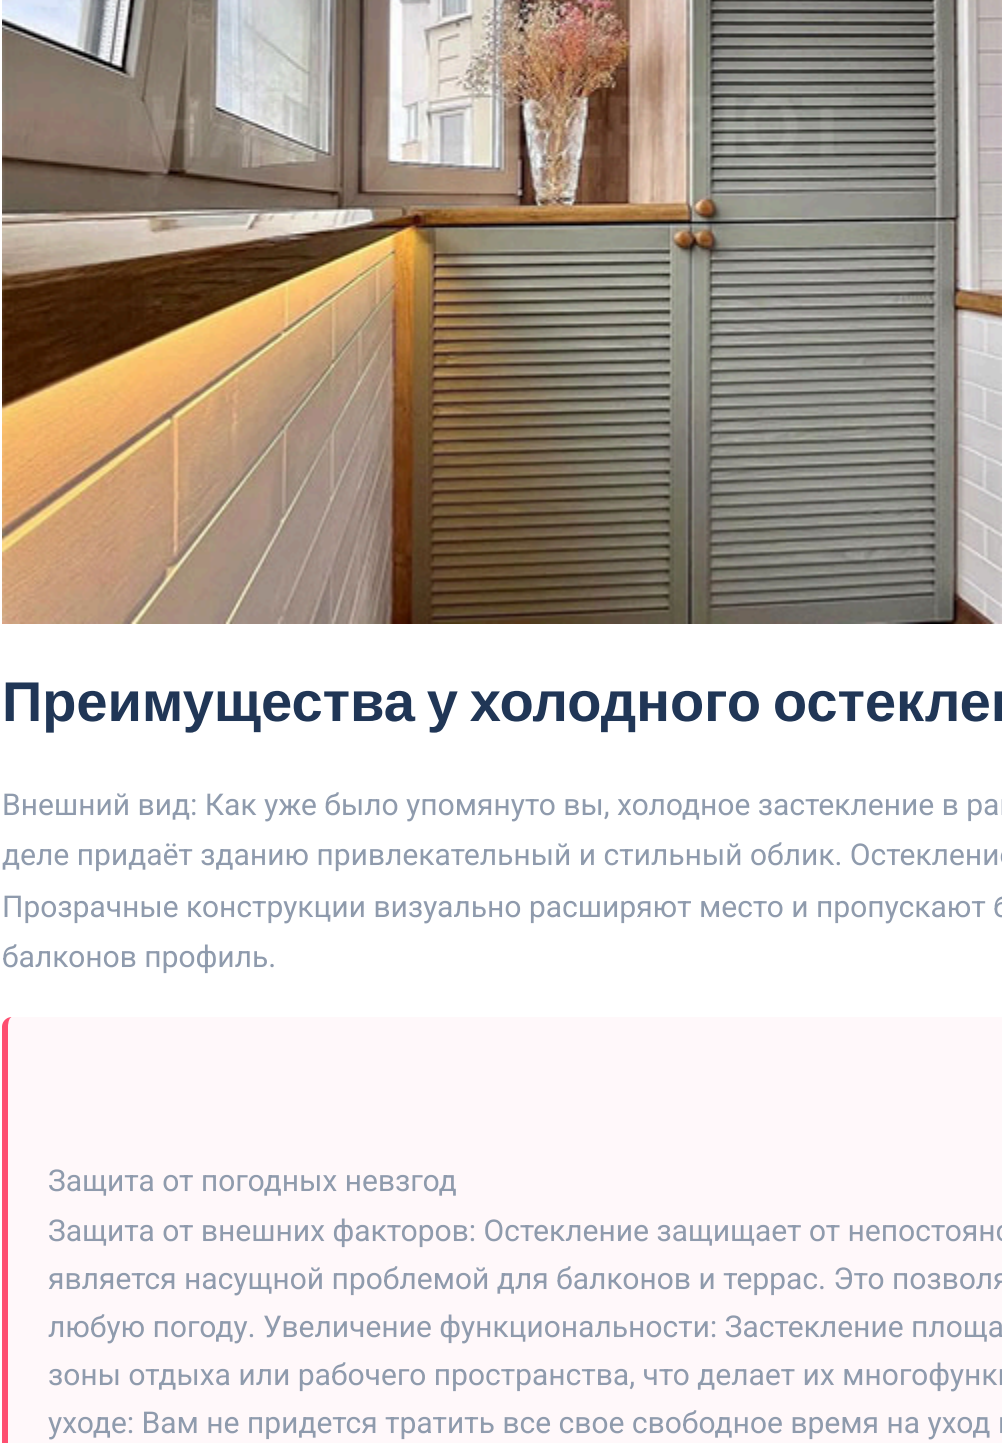 Преимущества у холодного остекле
Внешний вид: Как уже было упомянуто вы, холодное застекление в
деле придаёт зданию привлекательный и стильный облик. Остеклени
Прозрачные конструкции визуально расширяют место и пропускают
балконов профиль.
Защита от погодных невзгод
Защита от внешних факторов: Остекление защищает от непостоян
является насущной проблемой для балконов и террас. Это позвол
любую погоду. Увеличение функциональности: Застекление площа
зоны отдыха или рабочего пространства, что делает их многофунк
уходе: Вам не придется тратить все свое свободное время на уход